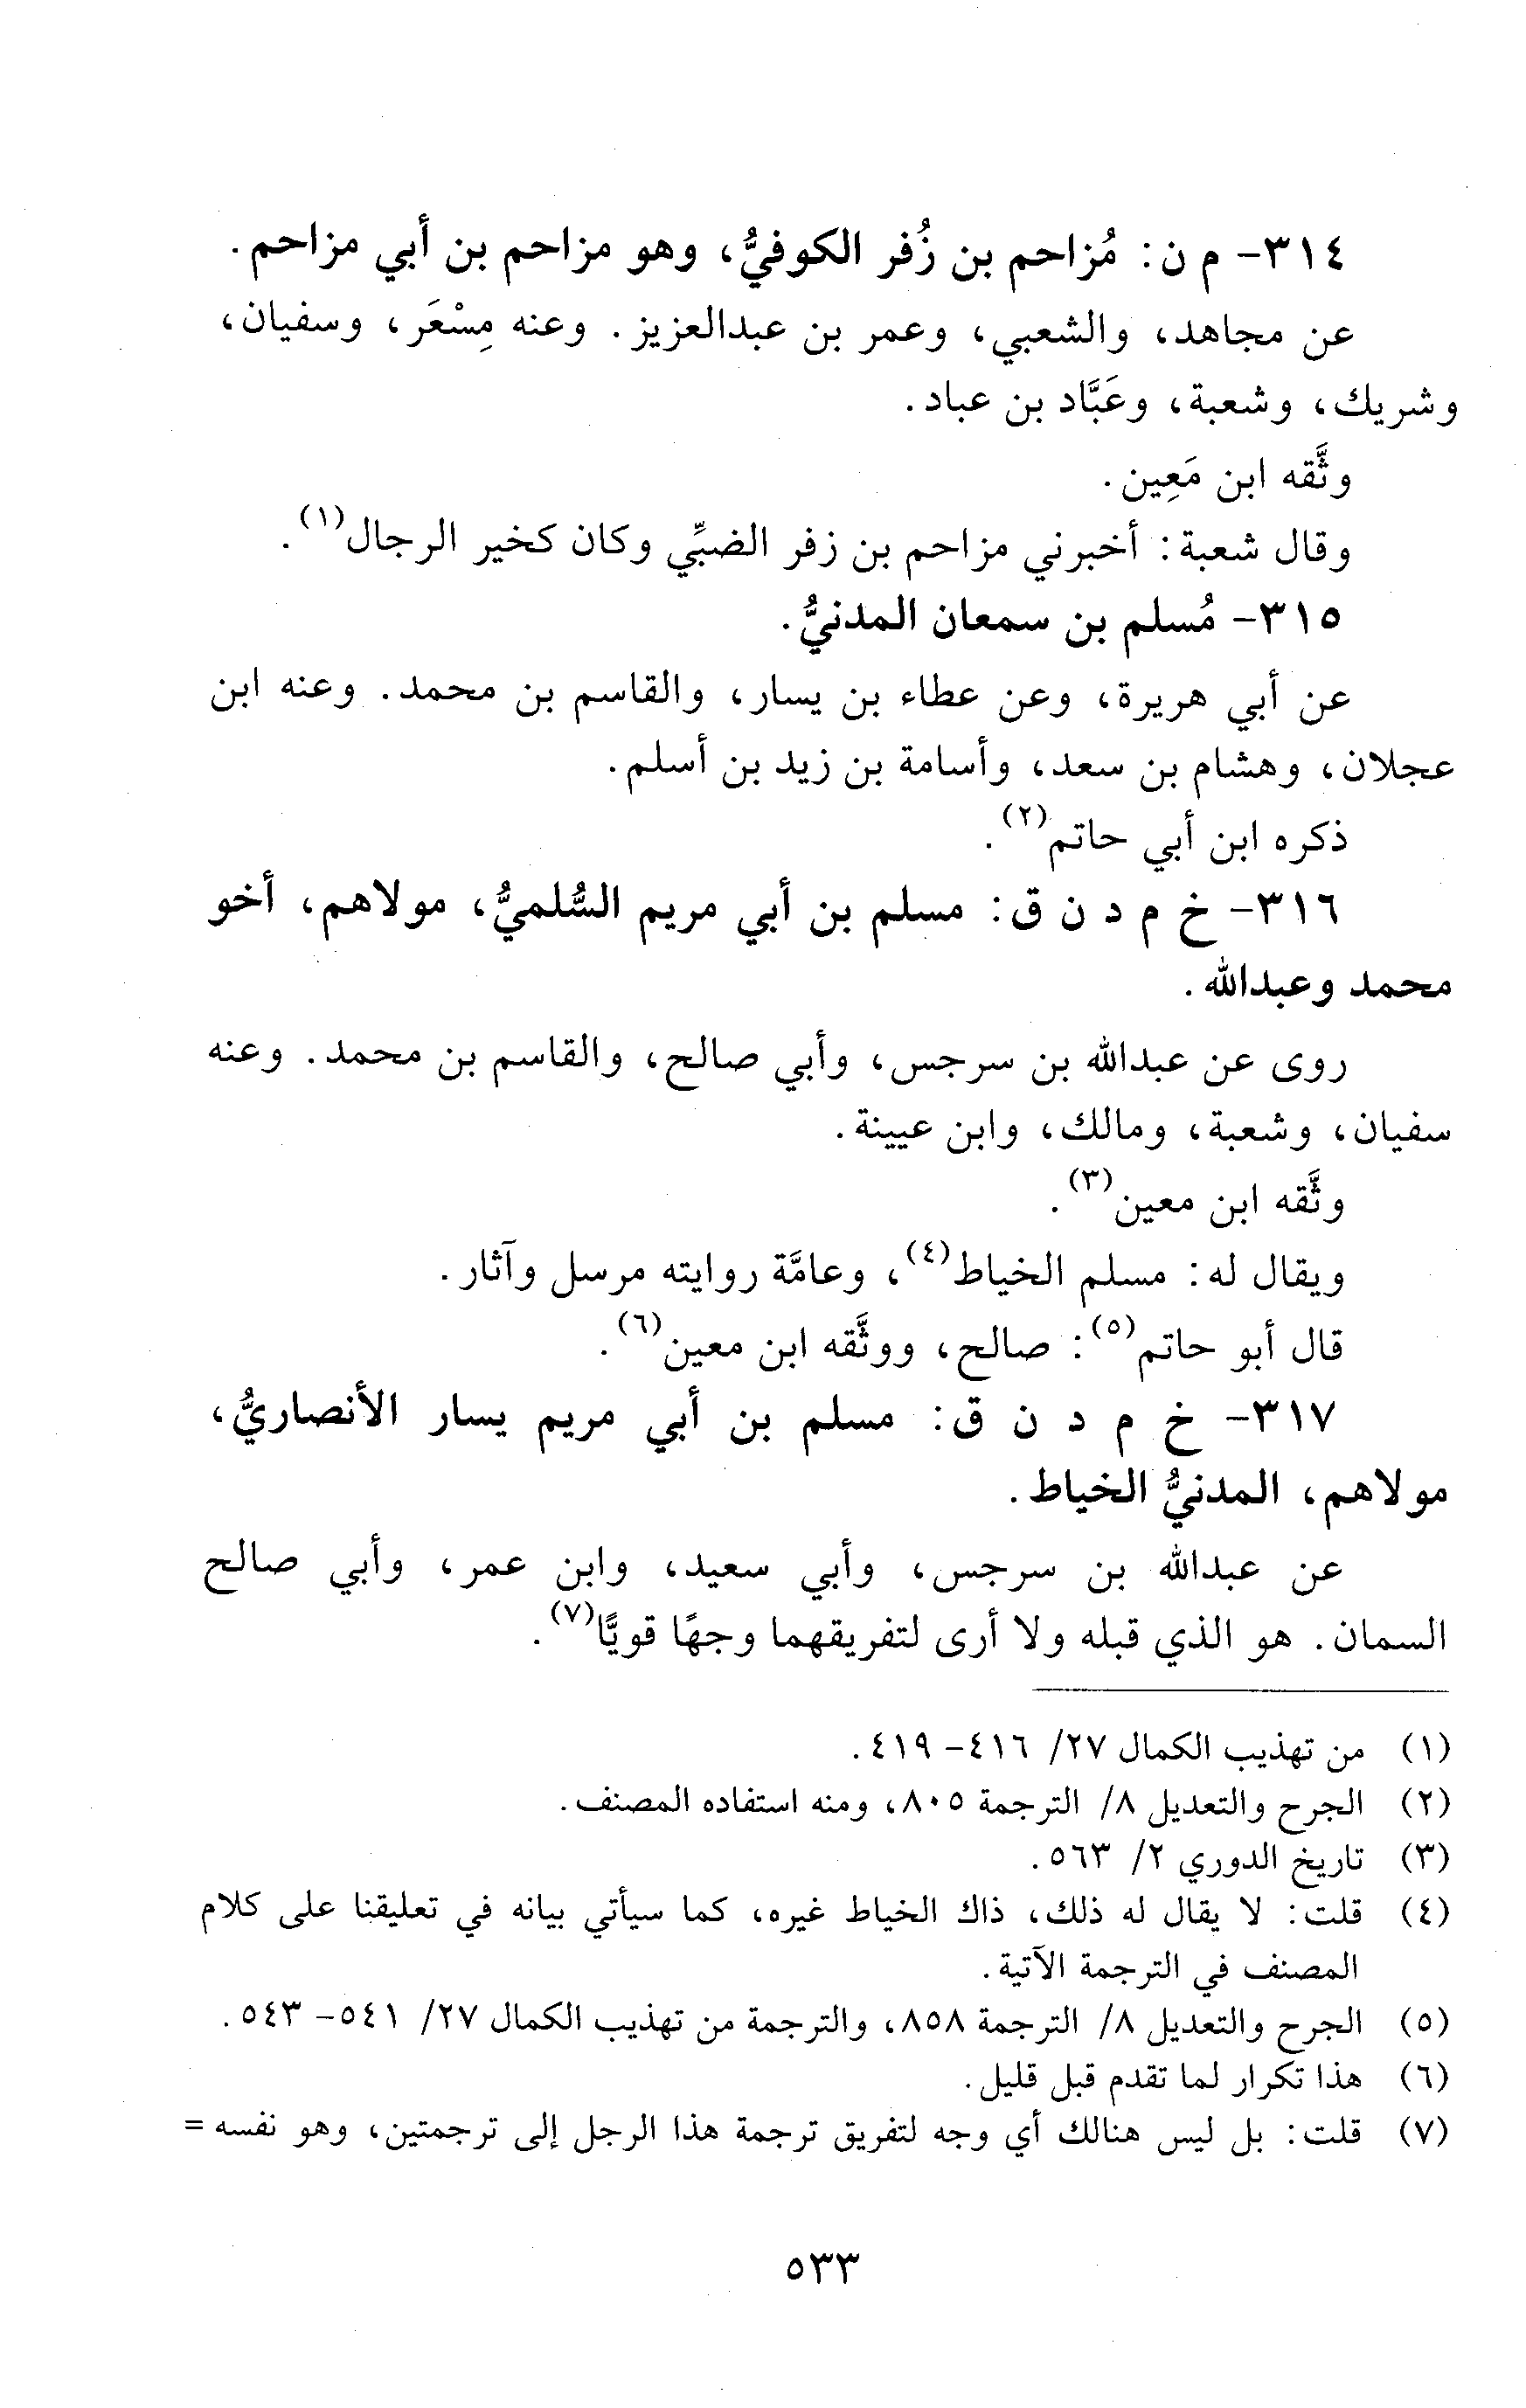 ٣١٤- م ن: مُزاحم بن زُفر الكوفيُّ، وهو مزاحم بن أبي مزاحم.
عن مجاهد، والشعبي، وعمر بن عبدالعزيز. وعنه مِسْعَر، وسفيان،
وشريك، وشعبة، وعَبَّاد بن عباد.
وثَّقه ابن مَعِين.
وقال شعبة: أخبرني مزاحم بن زفر الضبِّي وكان كخير الرجال(١).
٣١٥- مُسلم بن سمعان المدنيُّ.
عن أبي هريرة، وعن عطاء بن يسار، والقاسم بن محمد. وعنه ابن
عجلان، وهشام بن سعد، وأسامة بن زيد بن أسلم.
ذكره ابن أبي حاتم(٢).
٣١٦- خ م د ن ق: مسلم بن أبي مريم السُّلميُّ، مولاهم، أخو
محمد وعبدالله.
روى عن عبدالله بن سرجس، وأبي صالح، والقاسم بن محمد. وعنه
سفيان، وشعبة، ومالك، وابن عيينة.
وثَّقه ابن معين(٣).
ويقال له: مسلم الخياط(٤)، وعامَّة روايته مرسل وآثار.
قال أبو حاتم(٥): صالح، ووثَّقه ابن معين(٦).
٣١٧- خ م د ن ق: مسلم بن أبي مريم يسار الأنصاريُّ،
مولاهم، المدنيُّ الخياط.
عن عبدالله بن سرجس، وأبي سعيد، وابن عمر، وأبي صالح
السمان. هو الذي قبله ولا أرى لتفريقهما وجهًا قويًّا(٧).
(١) من تهذيب الكمال ٢٧/ ٤١٦- ٤١٩.
(٢) الجرح والتعديل ٨/ الترجمة ٨٠٥، ومنه استفاده المصنف.
(٣) تاريخ الدوري ٢/ ٥٦٣.
(٤) قلت: لا يقال له ذلك، ذاك الخياط غيره، كما سيأتي بيانه في تعليقنا على كلام
المصنف في الترجمة الآتية.
(٥) الجرح والتعديل ٨/ الترجمة ٨٥٨، والترجمة من تهذيب الكمال ٢٧/ ٥٤١- ٥٤٣.
(٦) هذا تكرار لما تقدم قبل قليل.
(٧) قلت: بل ليس هنالك أي وجه لتفريق ترجمة هذا الرجل إلى ترجمتين، وهو نفسه =
٥٣٣